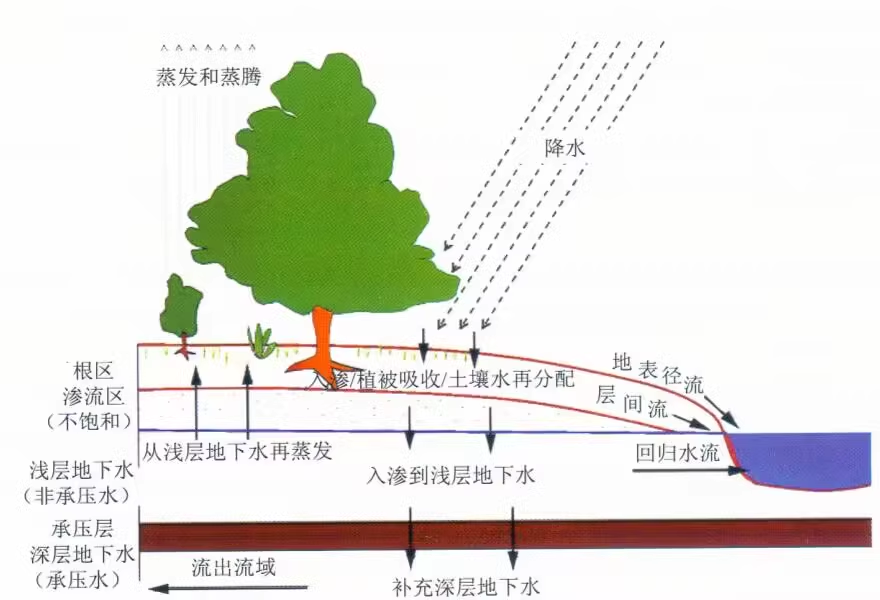 蒸发和蒸腾
降水
地表径流
层间流
根区
渗流区
（不饱和）
入渗/植被吸收/土壤水再分配
从浅层地下水再蒸发
入渗到浅层地下水
回归水流
浅层地下水
（非承压水）
承压层
深层地下水
（承压水）
流出流域
补充深层地下水